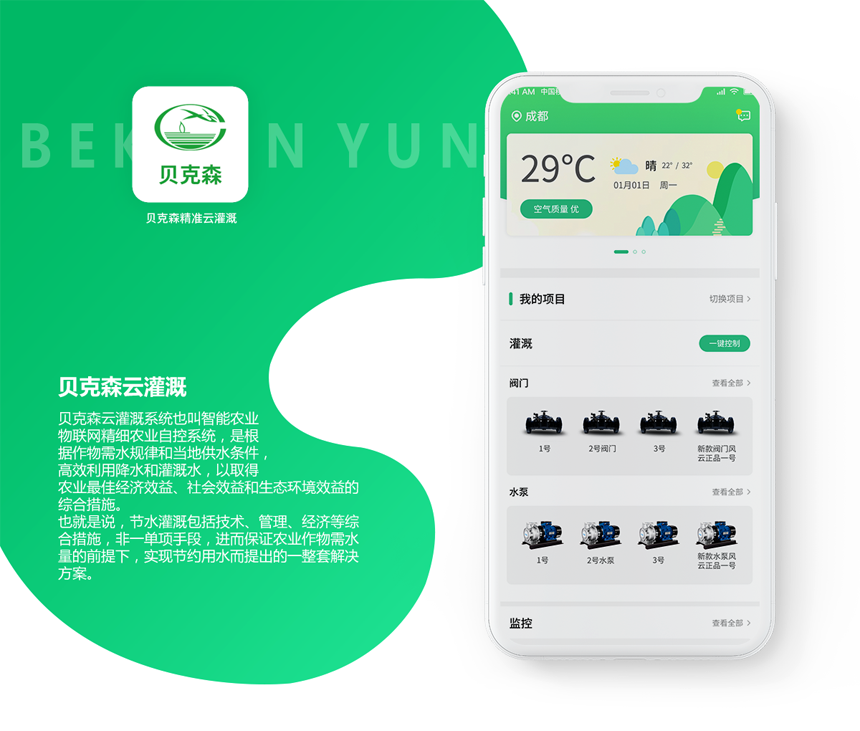 BEK N YUN
贝克森
贝克森精准云灌溉
贝克森云灌溉
贝克森云灌溉系统也叫智能农业
物联网精细农业自控系统，是根
据作物需水规律和当地供水条件，
高效利用降水和灌溉水，以取得
农业最佳经济效益、社会效益和生态环境效益的
综合措施。
也就是说，节水灌溉包括技术、管理、经济等综
合措施，非一单项手段，进而保证农业作物需水
量的前提下，实现节约用水而提出的一整套解决
方案。
41 AM 中国移
成都
29°C 晴 22° / 32°
01月01日 周一
空气质量 优
我的项目 切换项目 >
灌溉 一键控制
阀门 查看全部 >
1号 2号阀门 3号 新款阀门风
云正品一号
水泵 查看全部 >
1号 2号水泵 3号 新款水泵风
云正品一号
监控 查看全部 >